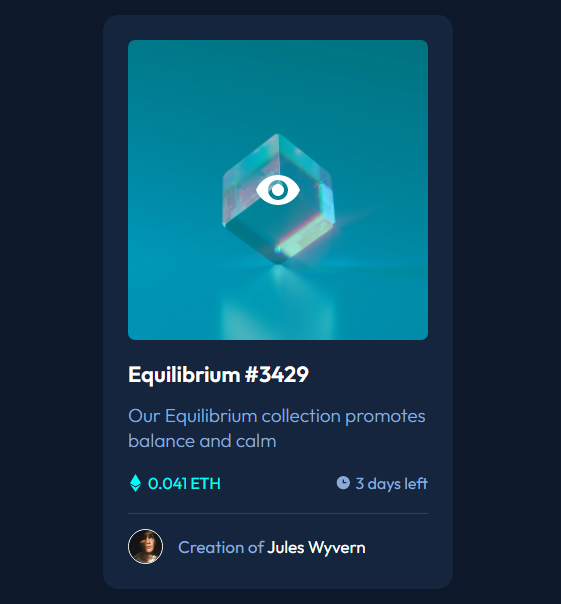 Equilibrium #3429
Our Equilibrium collection promotes
balance and calm
0.041 ETH
3 days left
Creation of Jules Wyvern